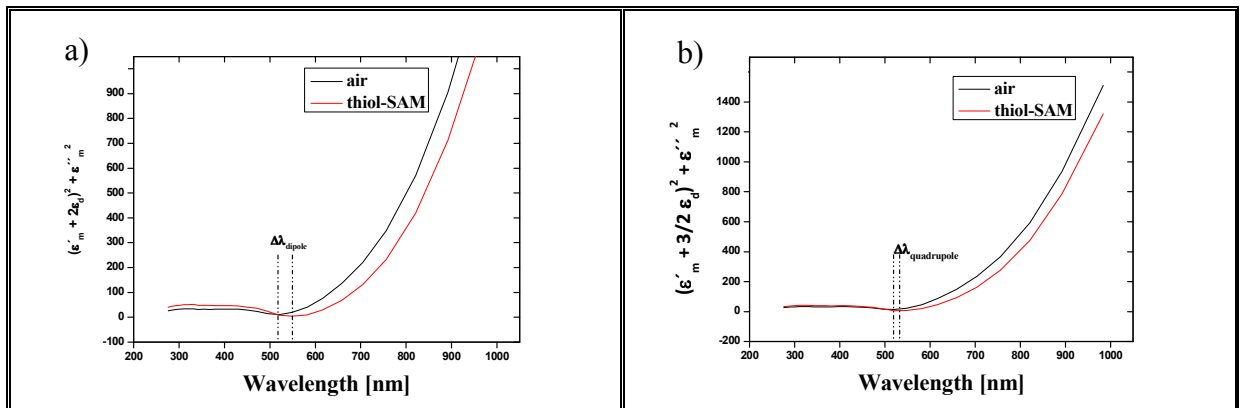 a)
air
thiol-SAM
(ε´m + 2εd)² + ε´´m²
Δλdipole
900
800
700
600
500
400
300
200
100
0
-100
200 300 400 500 600 700 800 900 1000
Wavelength [nm]
b)
air
thiol-SAM
(ε´m + 3/2 εd)² + ε´´m²
Δλquadrupole
1400
1200
1000
800
600
400
200
0
-200
200 300 400 500 600 700 800 900 1000
Wavelength [nm]